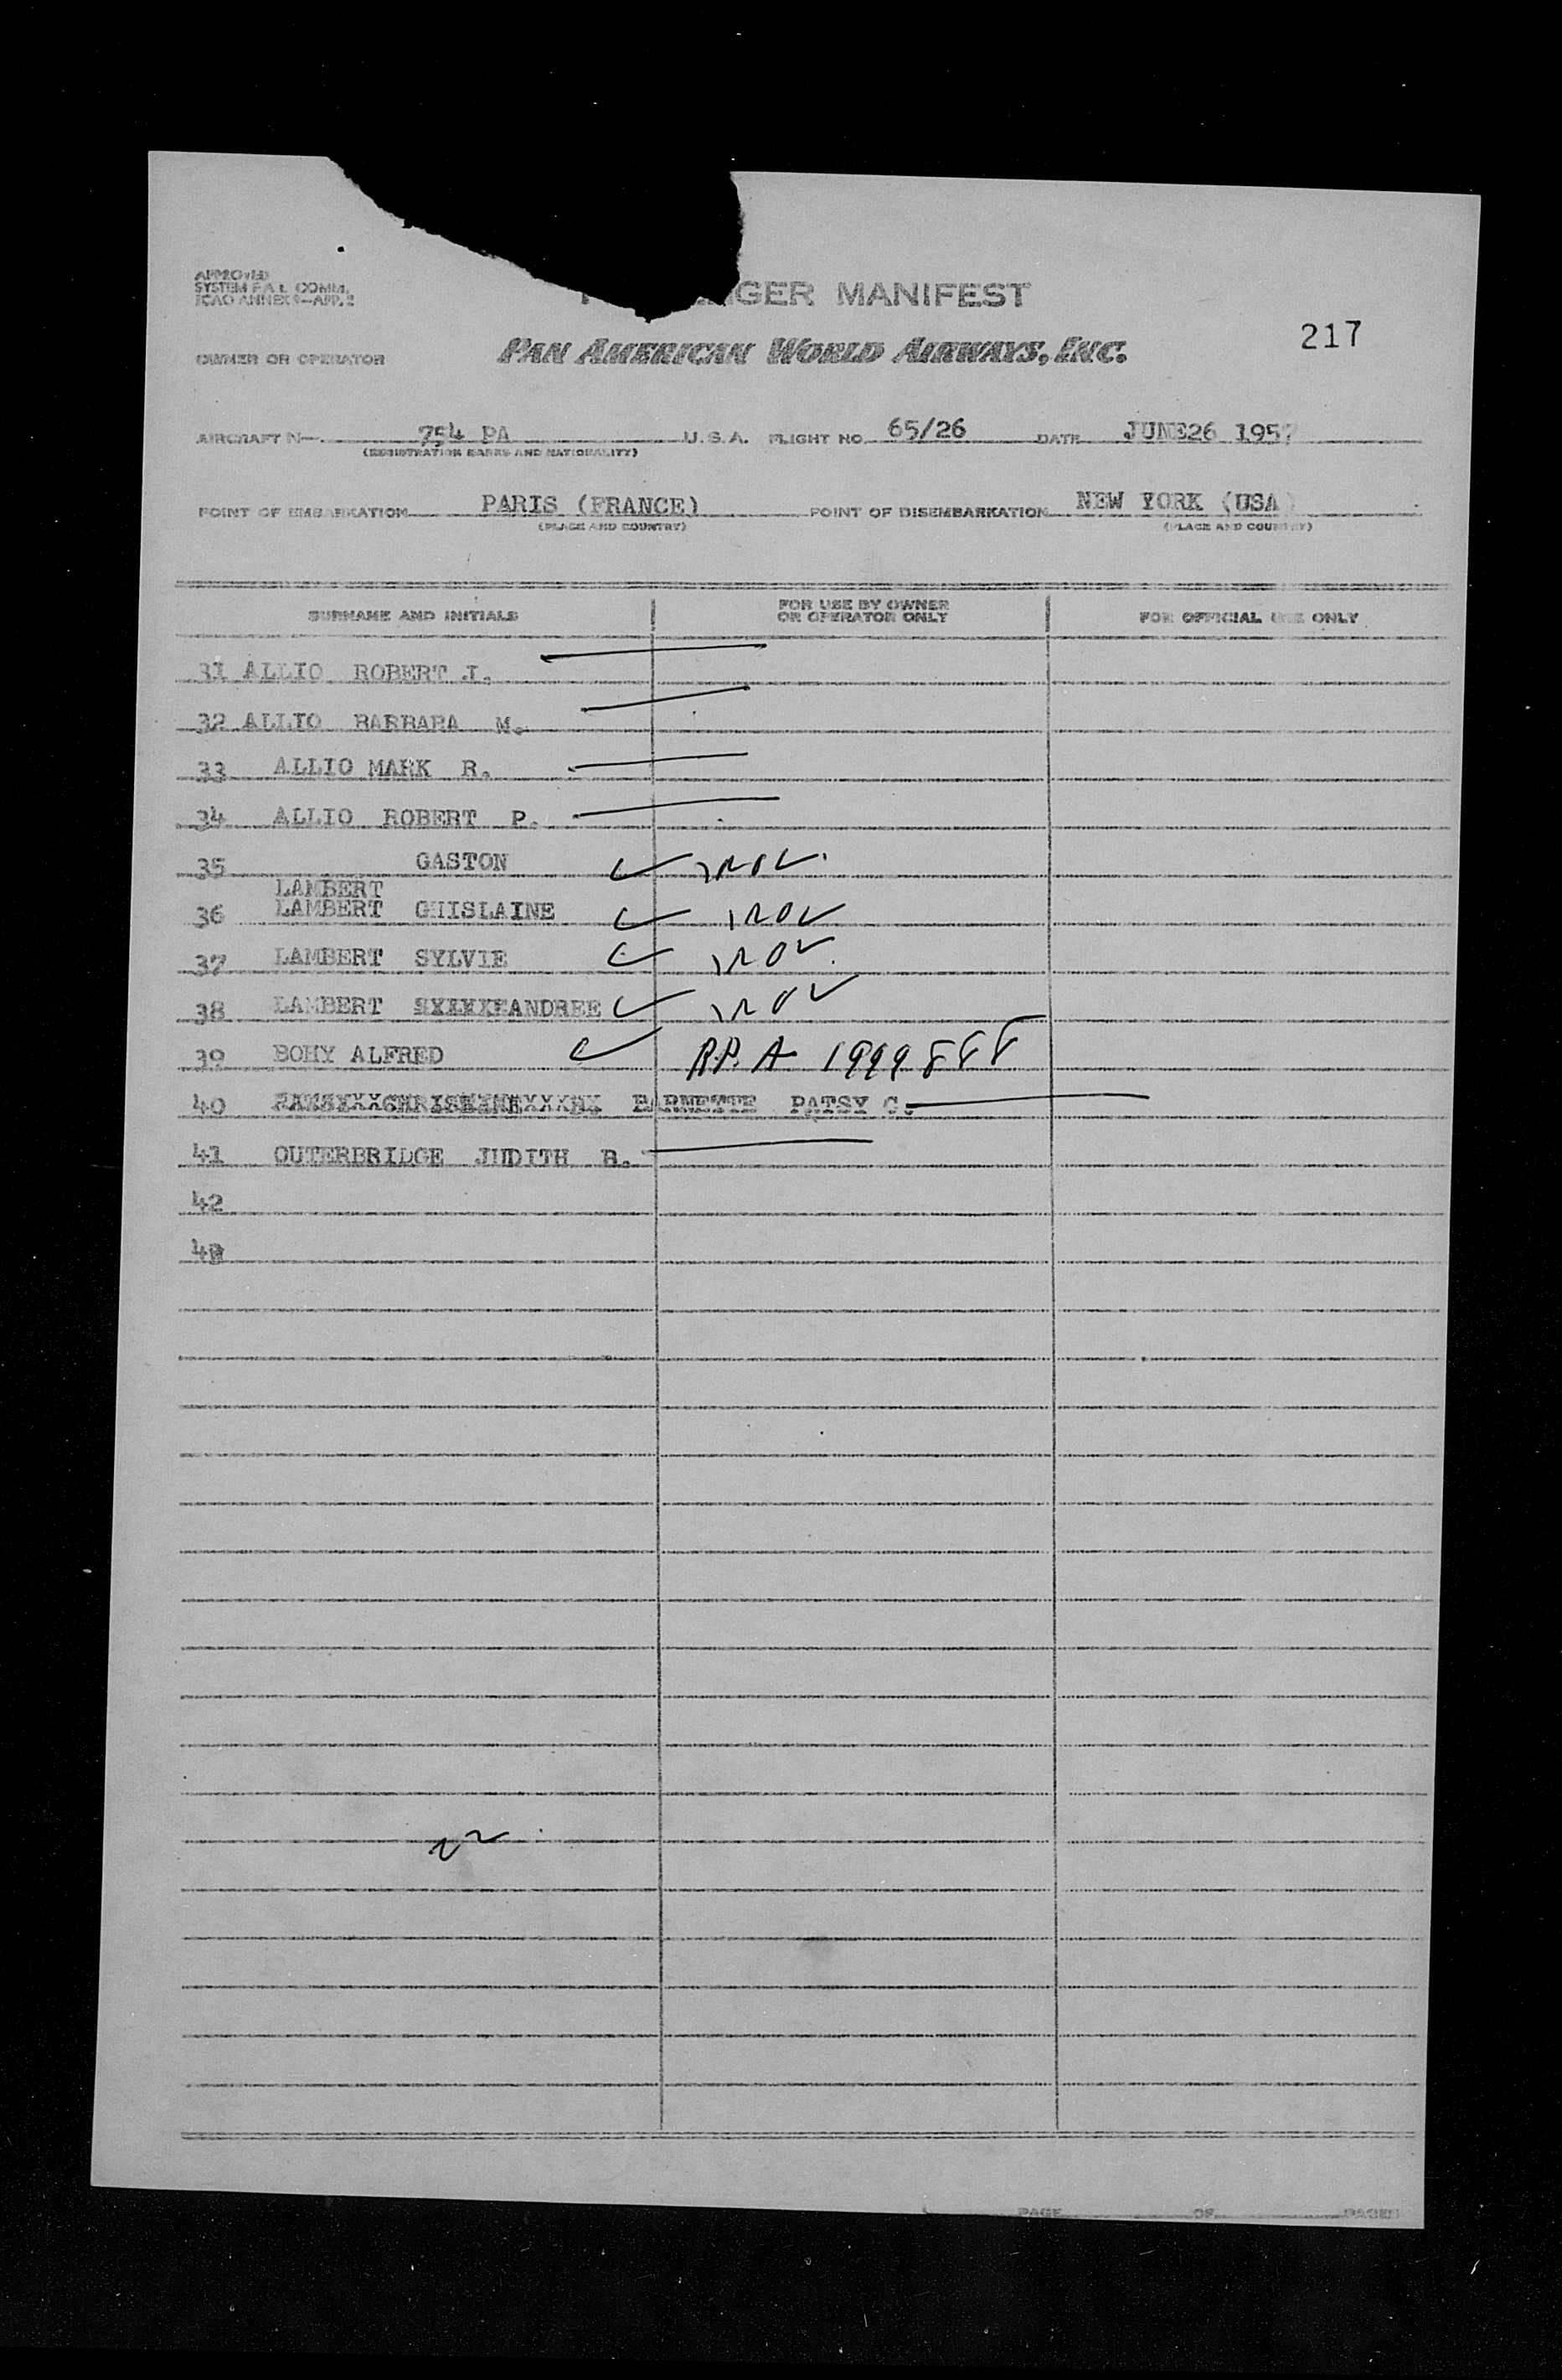 APPROVED
SYSTEM F.A.L. COMM.
ICAO ANNEX 9—APP. 2
GER MANIFEST
217
OWNER OR OPERATOR
PAN AMERICAN WORLD AIRWAYS, INC.
AIRCRAFT N— 754 PA U. S. A. FLIGHT NO. 65/26 DATE JUNE26 1957
(REGISTRATION MARKS AND NATIONALITY)
POINT OF EMBARKATION PARIS (FRANCE) POINT OF DISEMBARKATION NEW YORK (USA)
(PLACE AND COUNTRY) (PLACE AND COUNTRY)
SURNAME AND INITIALS FOR USE BY OWNER OR OPERATOR ONLY FOR OFFICIAL USE ONLY
31 ALLIO ROBERT J.
32 ALLIO BARBARA M.
33 ALLIO MARK R.
34 ALLIO ROBERT P.
35 GASTON
LAMBERT
36 LAMBERT GHISLAINE
37 LAMBERT SYLVIE
38 LAMBERT ANDREE
39 BOHY ALFRED R.P. A 1999888
40 BARNETTE PATSY C.
41 OUTERBRIDGE JUDITH B.
42
43
PAGE OF PAGES